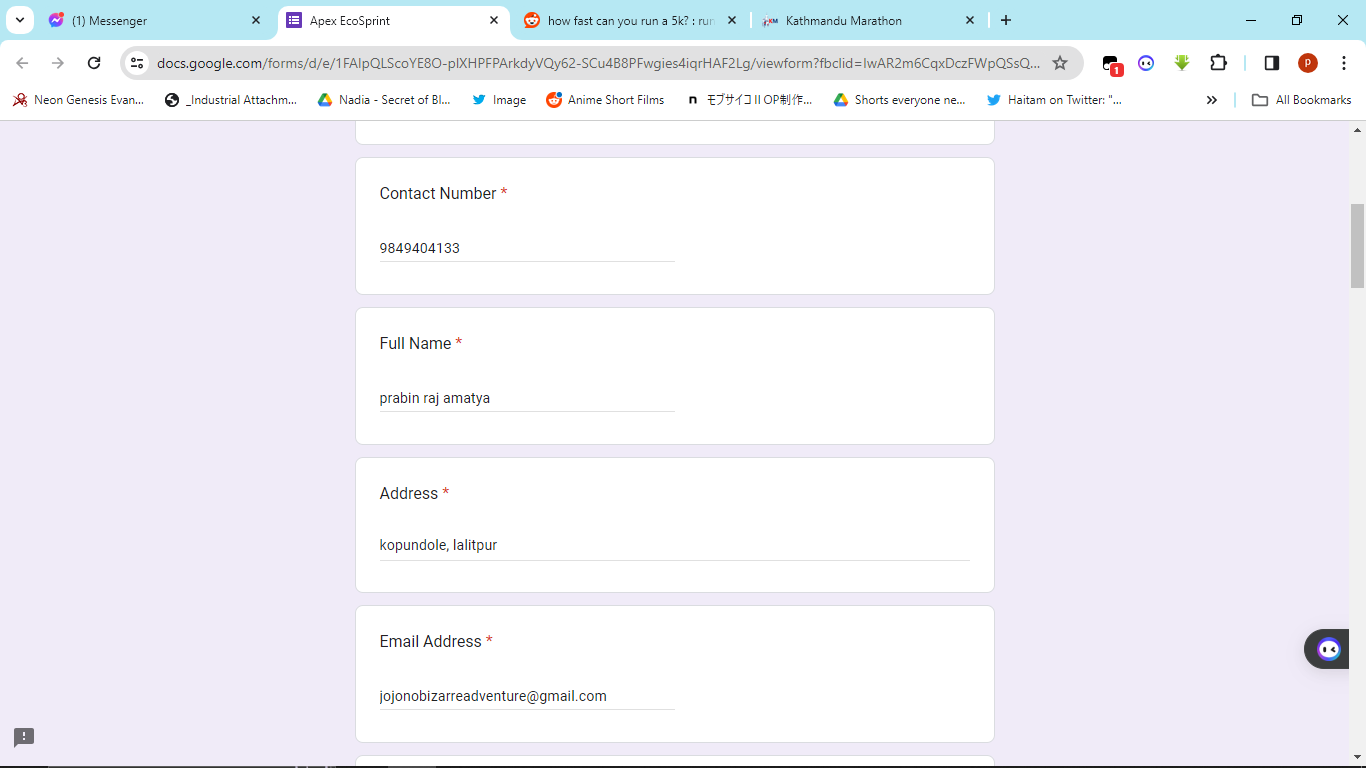 (1) Messenger
Apex EcoSprint
how fast can you run a 5k? : run
Kathmandu Marathon
docs.google.com/forms/d/e/1FAIpQLScoYE8O-pIXHPFPArkdyVQy62-SCu4B8PFwgies4iqrHAF2Lg/viewform?fbclid=IwAR2m6CqxDczFWpQSsQ...
1
p
Neon Genesis Evan...
_Industrial Attachm...
Nadia - Secret of Bl...
Image
Anime Short Films
モブサイコ II OP制作...
Shorts everyone ne...
Haitam on Twitter: "...
All Bookmarks
Contact Number *
9849404133
Full Name *
prabin raj amatya
Address *
kopundole, lalitpur
Email Address *
jojonobizarreadventure@gmail.com